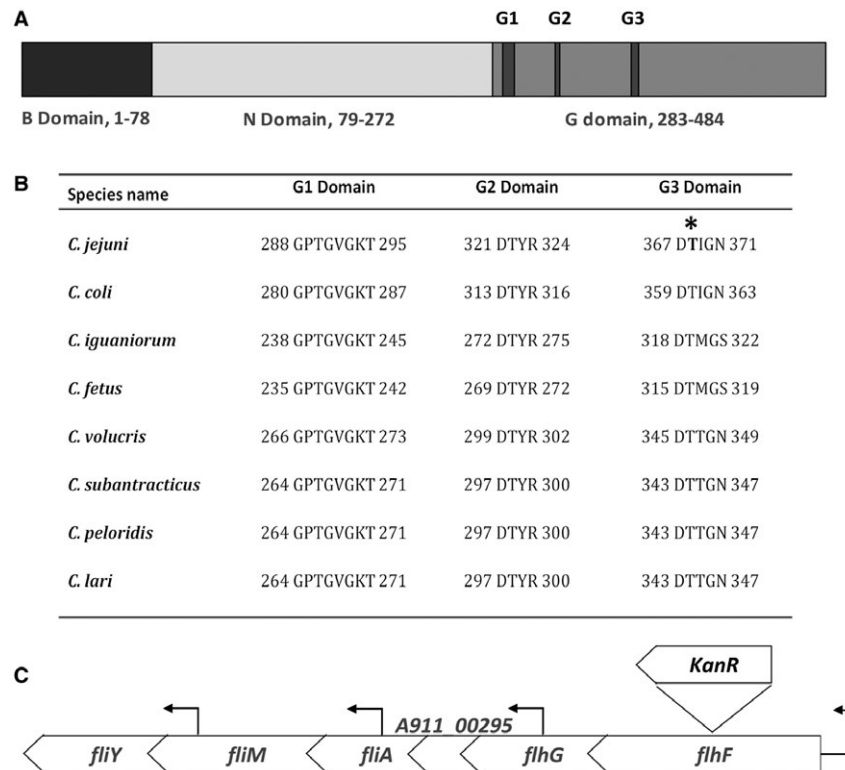 A
G1 G2 G3
B Domain, 1-78 N Domain, 79-272 G domain, 283-484
B
Species name G1 Domain G2 Domain G3 Domain
*
C. jejuni 288 GPTGVGKT 295 321 DTYR 324 367 DTIGN 371
C. coli 280 GPTGVGKT 287 313 DTYR 316 359 DTIGN 363
C. iguaniorum 238 GPTGVGKT 245 272 DTYR 275 318 DTMGS 322
C. fetus 235 GPTGVGKT 242 269 DTYR 272 315 DTMGS 319
C. volucris 266 GPTGVGKT 273 299 DTYR 302 345 DTTGN 349
C. subantracticus 264 GPTGVGKT 271 297 DTYR 300 343 DTTGN 347
C. peloridis 264 GPTGVGKT 271 297 DTYR 300 343 DTTGN 347
C. lari 264 GPTGVGKT 271 297 DTYR 300 343 DTTGN 347
C
KanR
A911_00295
fliY fliM fliA flhG flhF